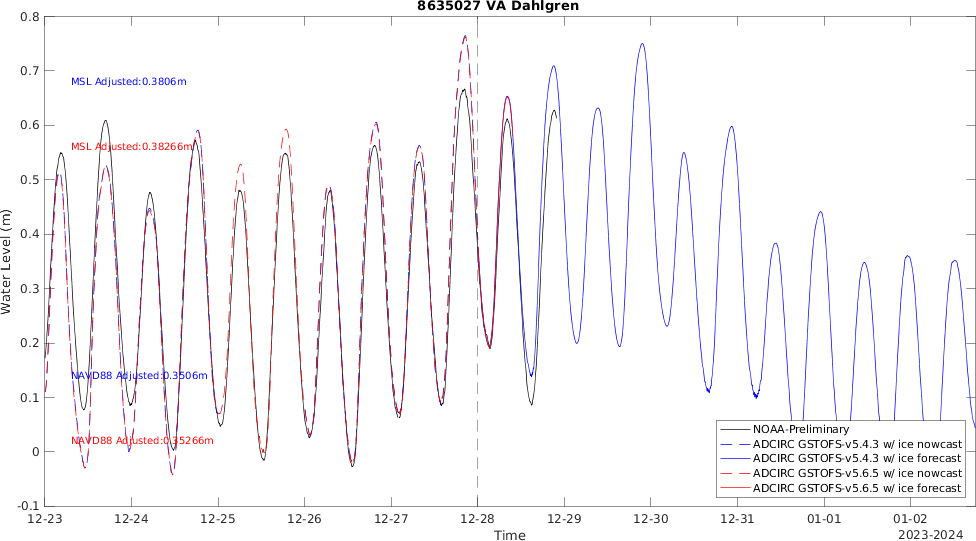 8635027 VA Dahlgren
0.8
0.7
0.6
0.5
0.4
0.3
0.2
0.1
0
-0.1
Water Level (m)
MSL Adjusted:0.3806m
MSL Adjusted:0.38266m
NAVD88 Adjusted:0.3506m
NAVD88 Adjusted:0.35266m
NOAA-Preliminary
ADCIRC GSTOFS-v5.4.3 w/ ice nowcast
ADCIRC GSTOFS-v5.4.3 w/ ice forecast
ADCIRC GSTOFS-v5.6.5 w/ ice nowcast
ADCIRC GSTOFS-v5.6.5 w/ ice forecast
12-23 12-24 12-25 12-26 12-27 12-28 12-29 12-30 12-31 01-01 01-02
Time
2023-2024